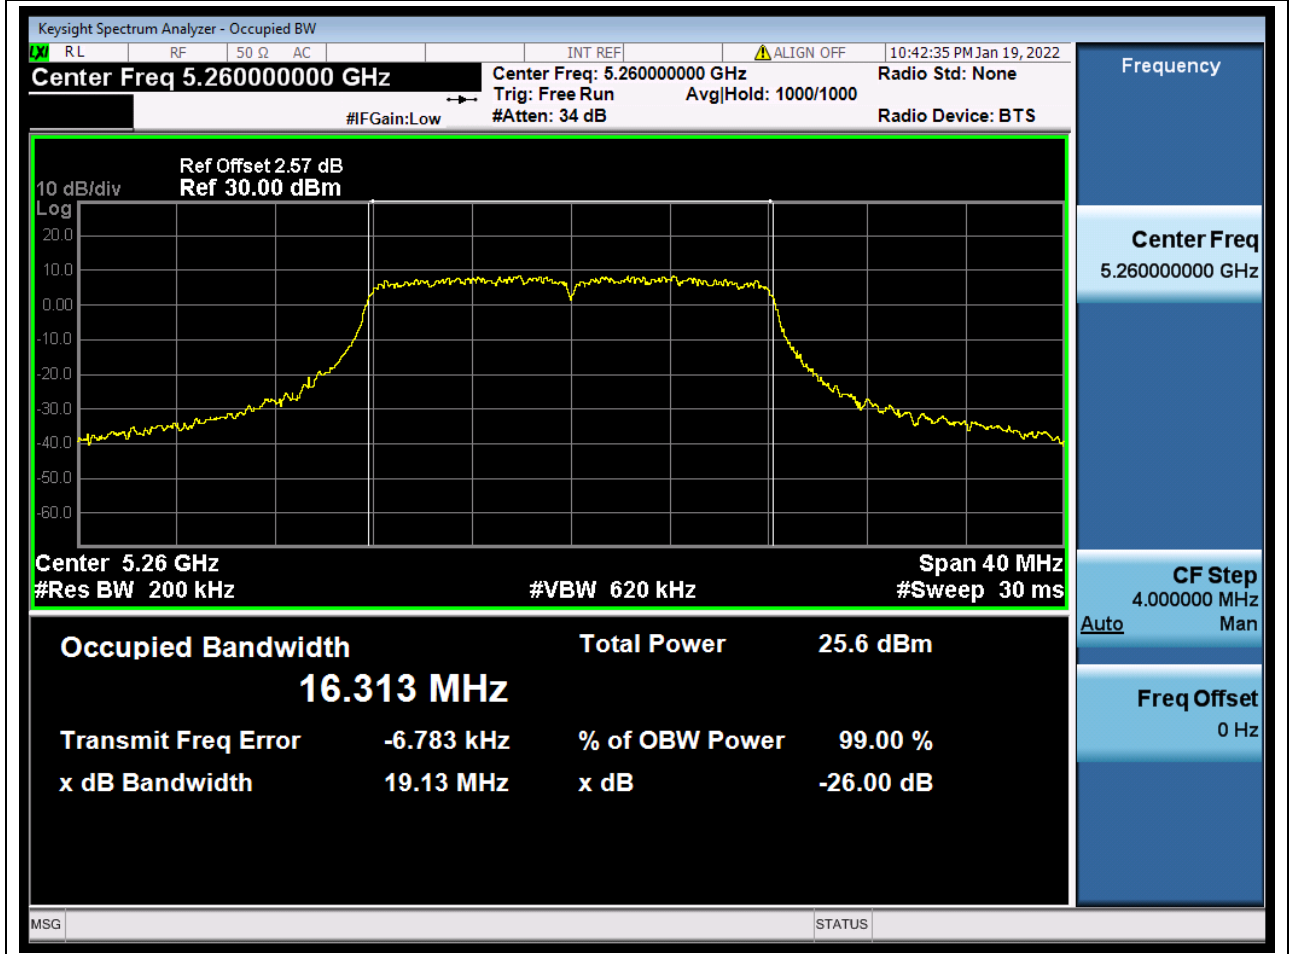 Keysight Spectrum Analyzer - Occupied BW
LXI RL RF 50 Ω AC INT REF ALIGN OFF 10:42:35 PM Jan 19, 2022
Center Freq 5.260000000 GHz
Center Freq: 5.260000000 GHz
Radio Std: None
Trig: Free Run Avg|Hold: 1000/1000
#IFGain:Low
#Atten: 34 dB
Radio Device: BTS
Ref Offset 2.57 dB
10 dB/div Ref 30.00 dBm
Log
20.0
10.0
0.00
-10.0
-20.0
-30.0
-40.0
-50.0
-60.0
Center 5.26 GHz Span 40 MHz
#Res BW 200 kHz #VBW 620 kHz #Sweep 30 ms
Occupied Bandwidth Total Power 25.6 dBm
16.313 MHz
Transmit Freq Error -6.783 kHz % of OBW Power 99.00 %
x dB Bandwidth 19.13 MHz x dB -26.00 dB
MSG STATUS
Frequency
Center Freq
5.260000000 GHz
CF Step
4.000000 MHz
Auto Man
Freq Offset
0 Hz